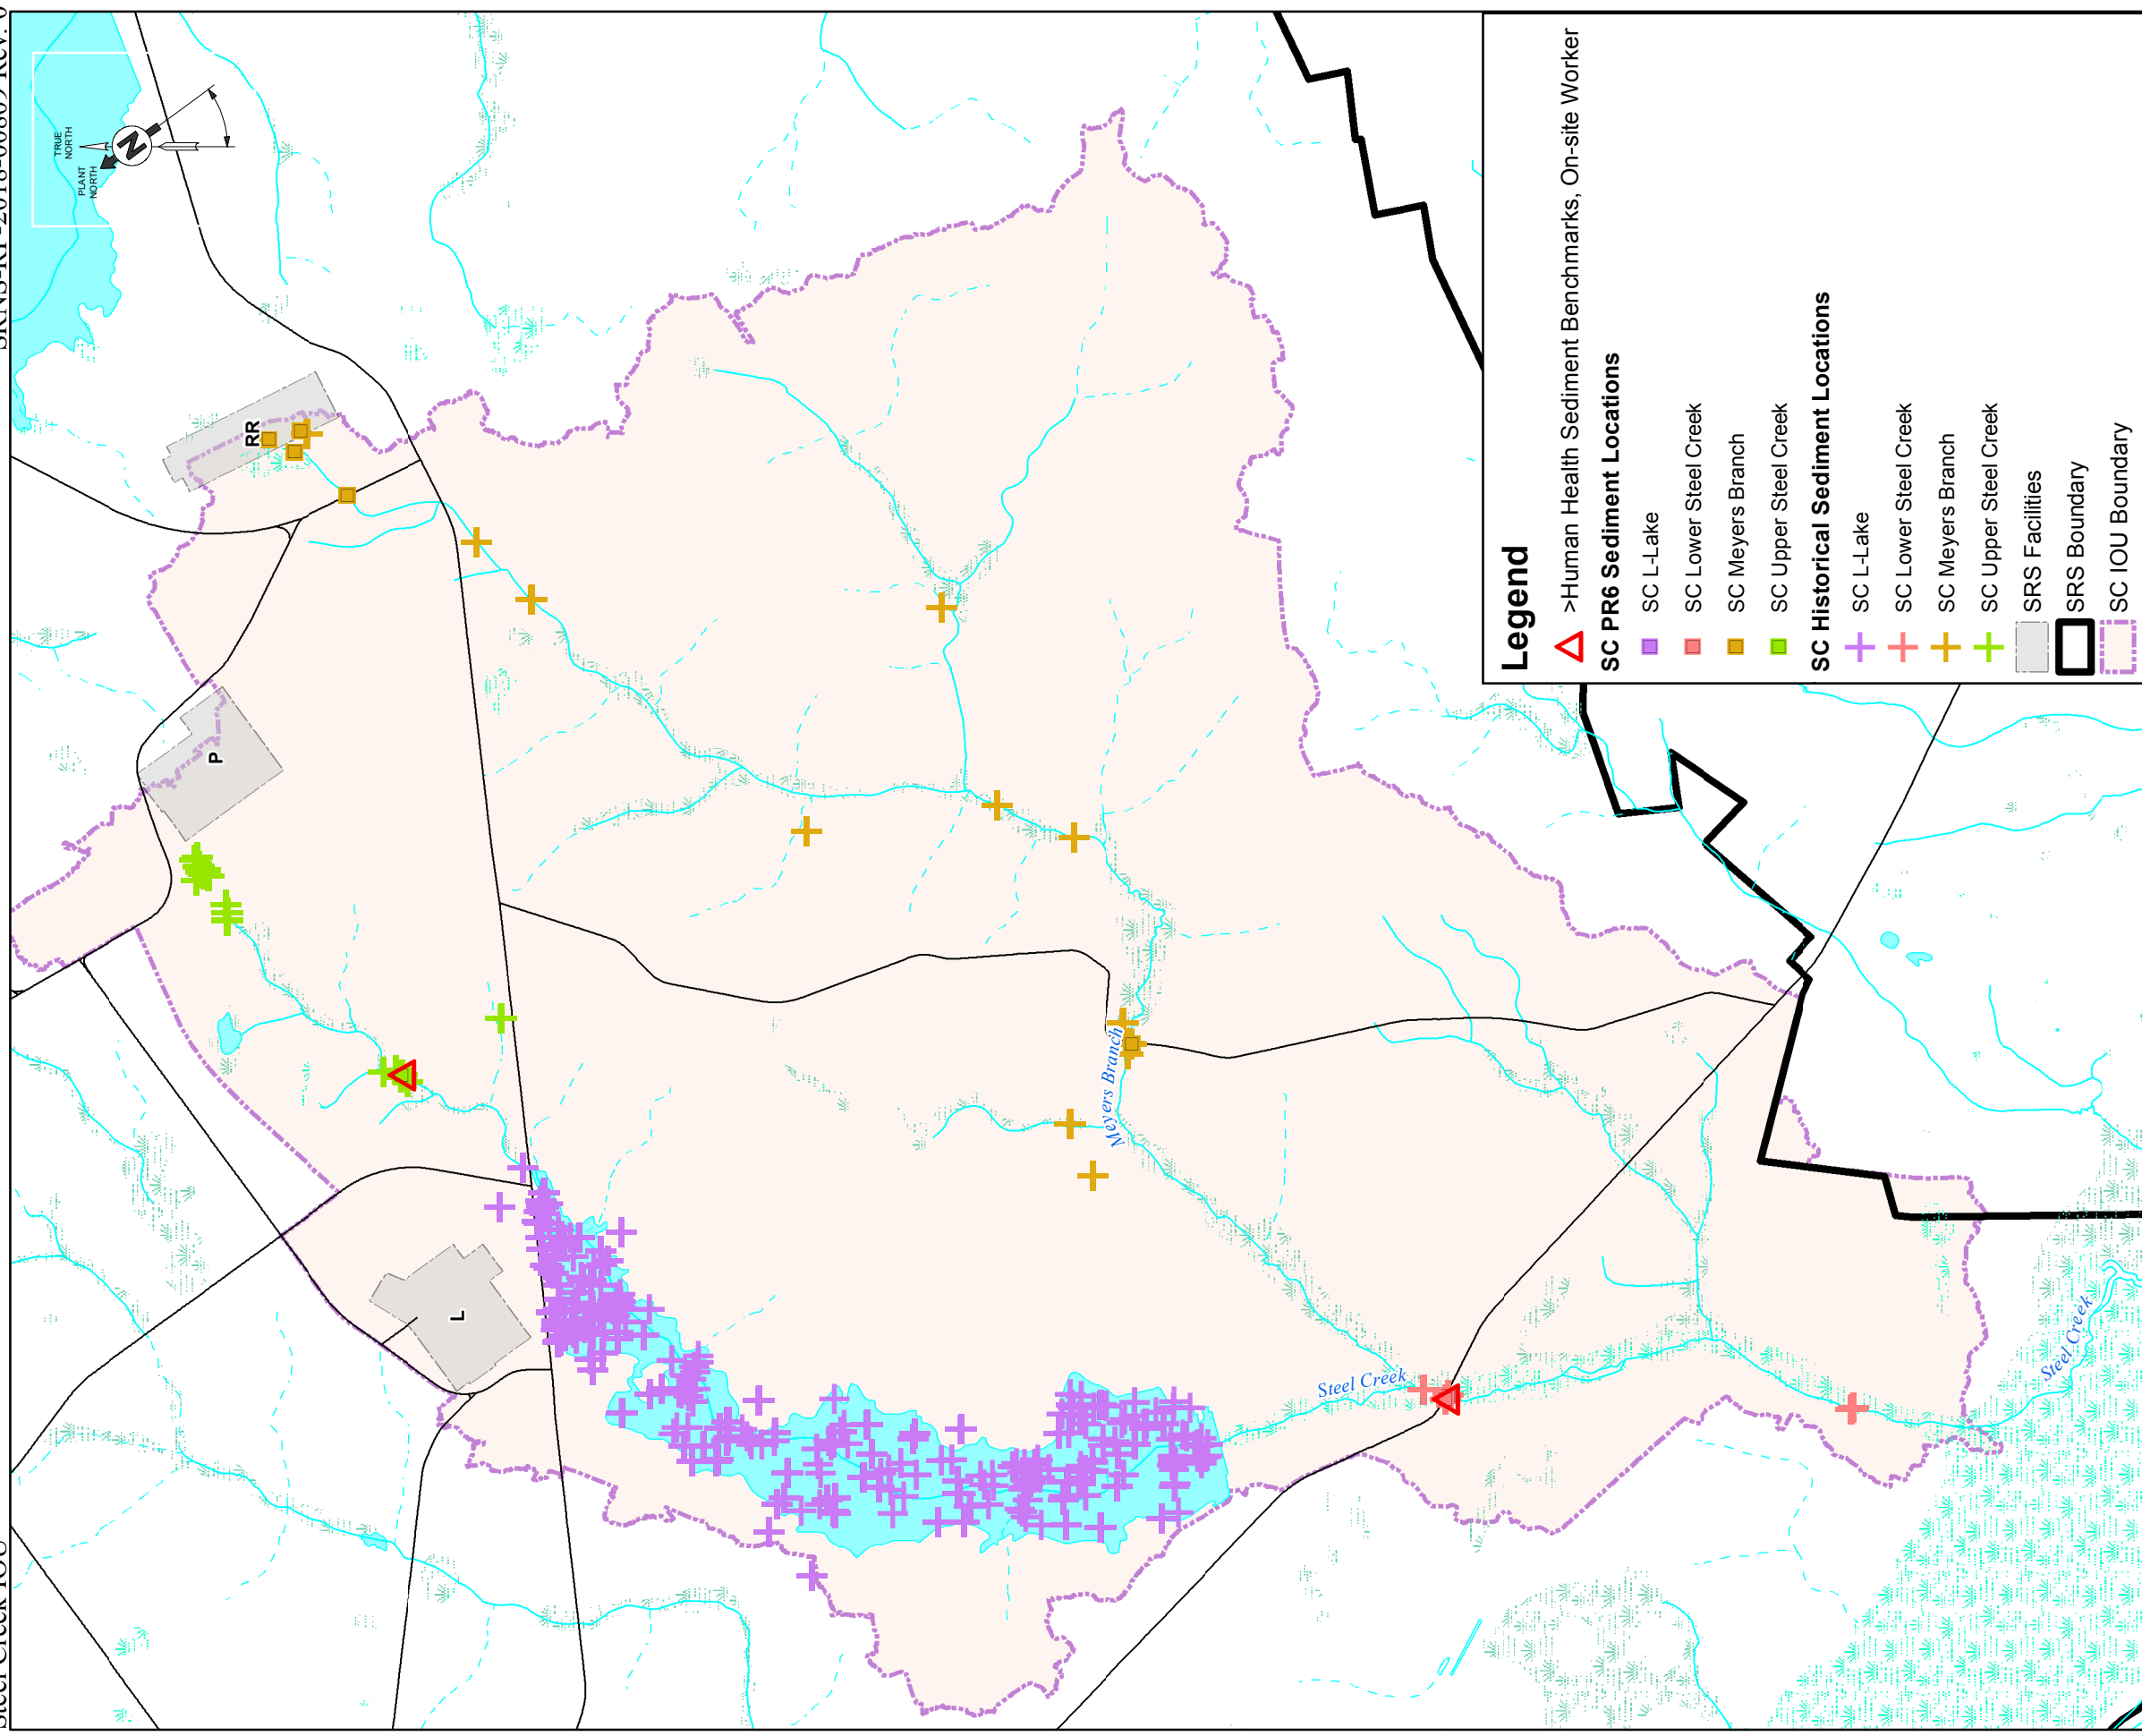 TRUE
NORTH
PLANT
NORTH
N
RR
P
L
Meyers Branch
Steel Creek
Steel Creek
Legend
>Human Health Sediment Benchmarks, On-site Worker
SC PR6 Sediment Locations
SC L-Lake
SC Lower Steel Creek
SC Meyers Branch
SC Upper Steel Creek
SC Historical Sediment Locations
SC L-Lake
SC Lower Steel Creek
SC Meyers Branch
SC Upper Steel Creek
SRS Facilities
SRS Boundary
SC IOU Boundary
Steel Creek IOU